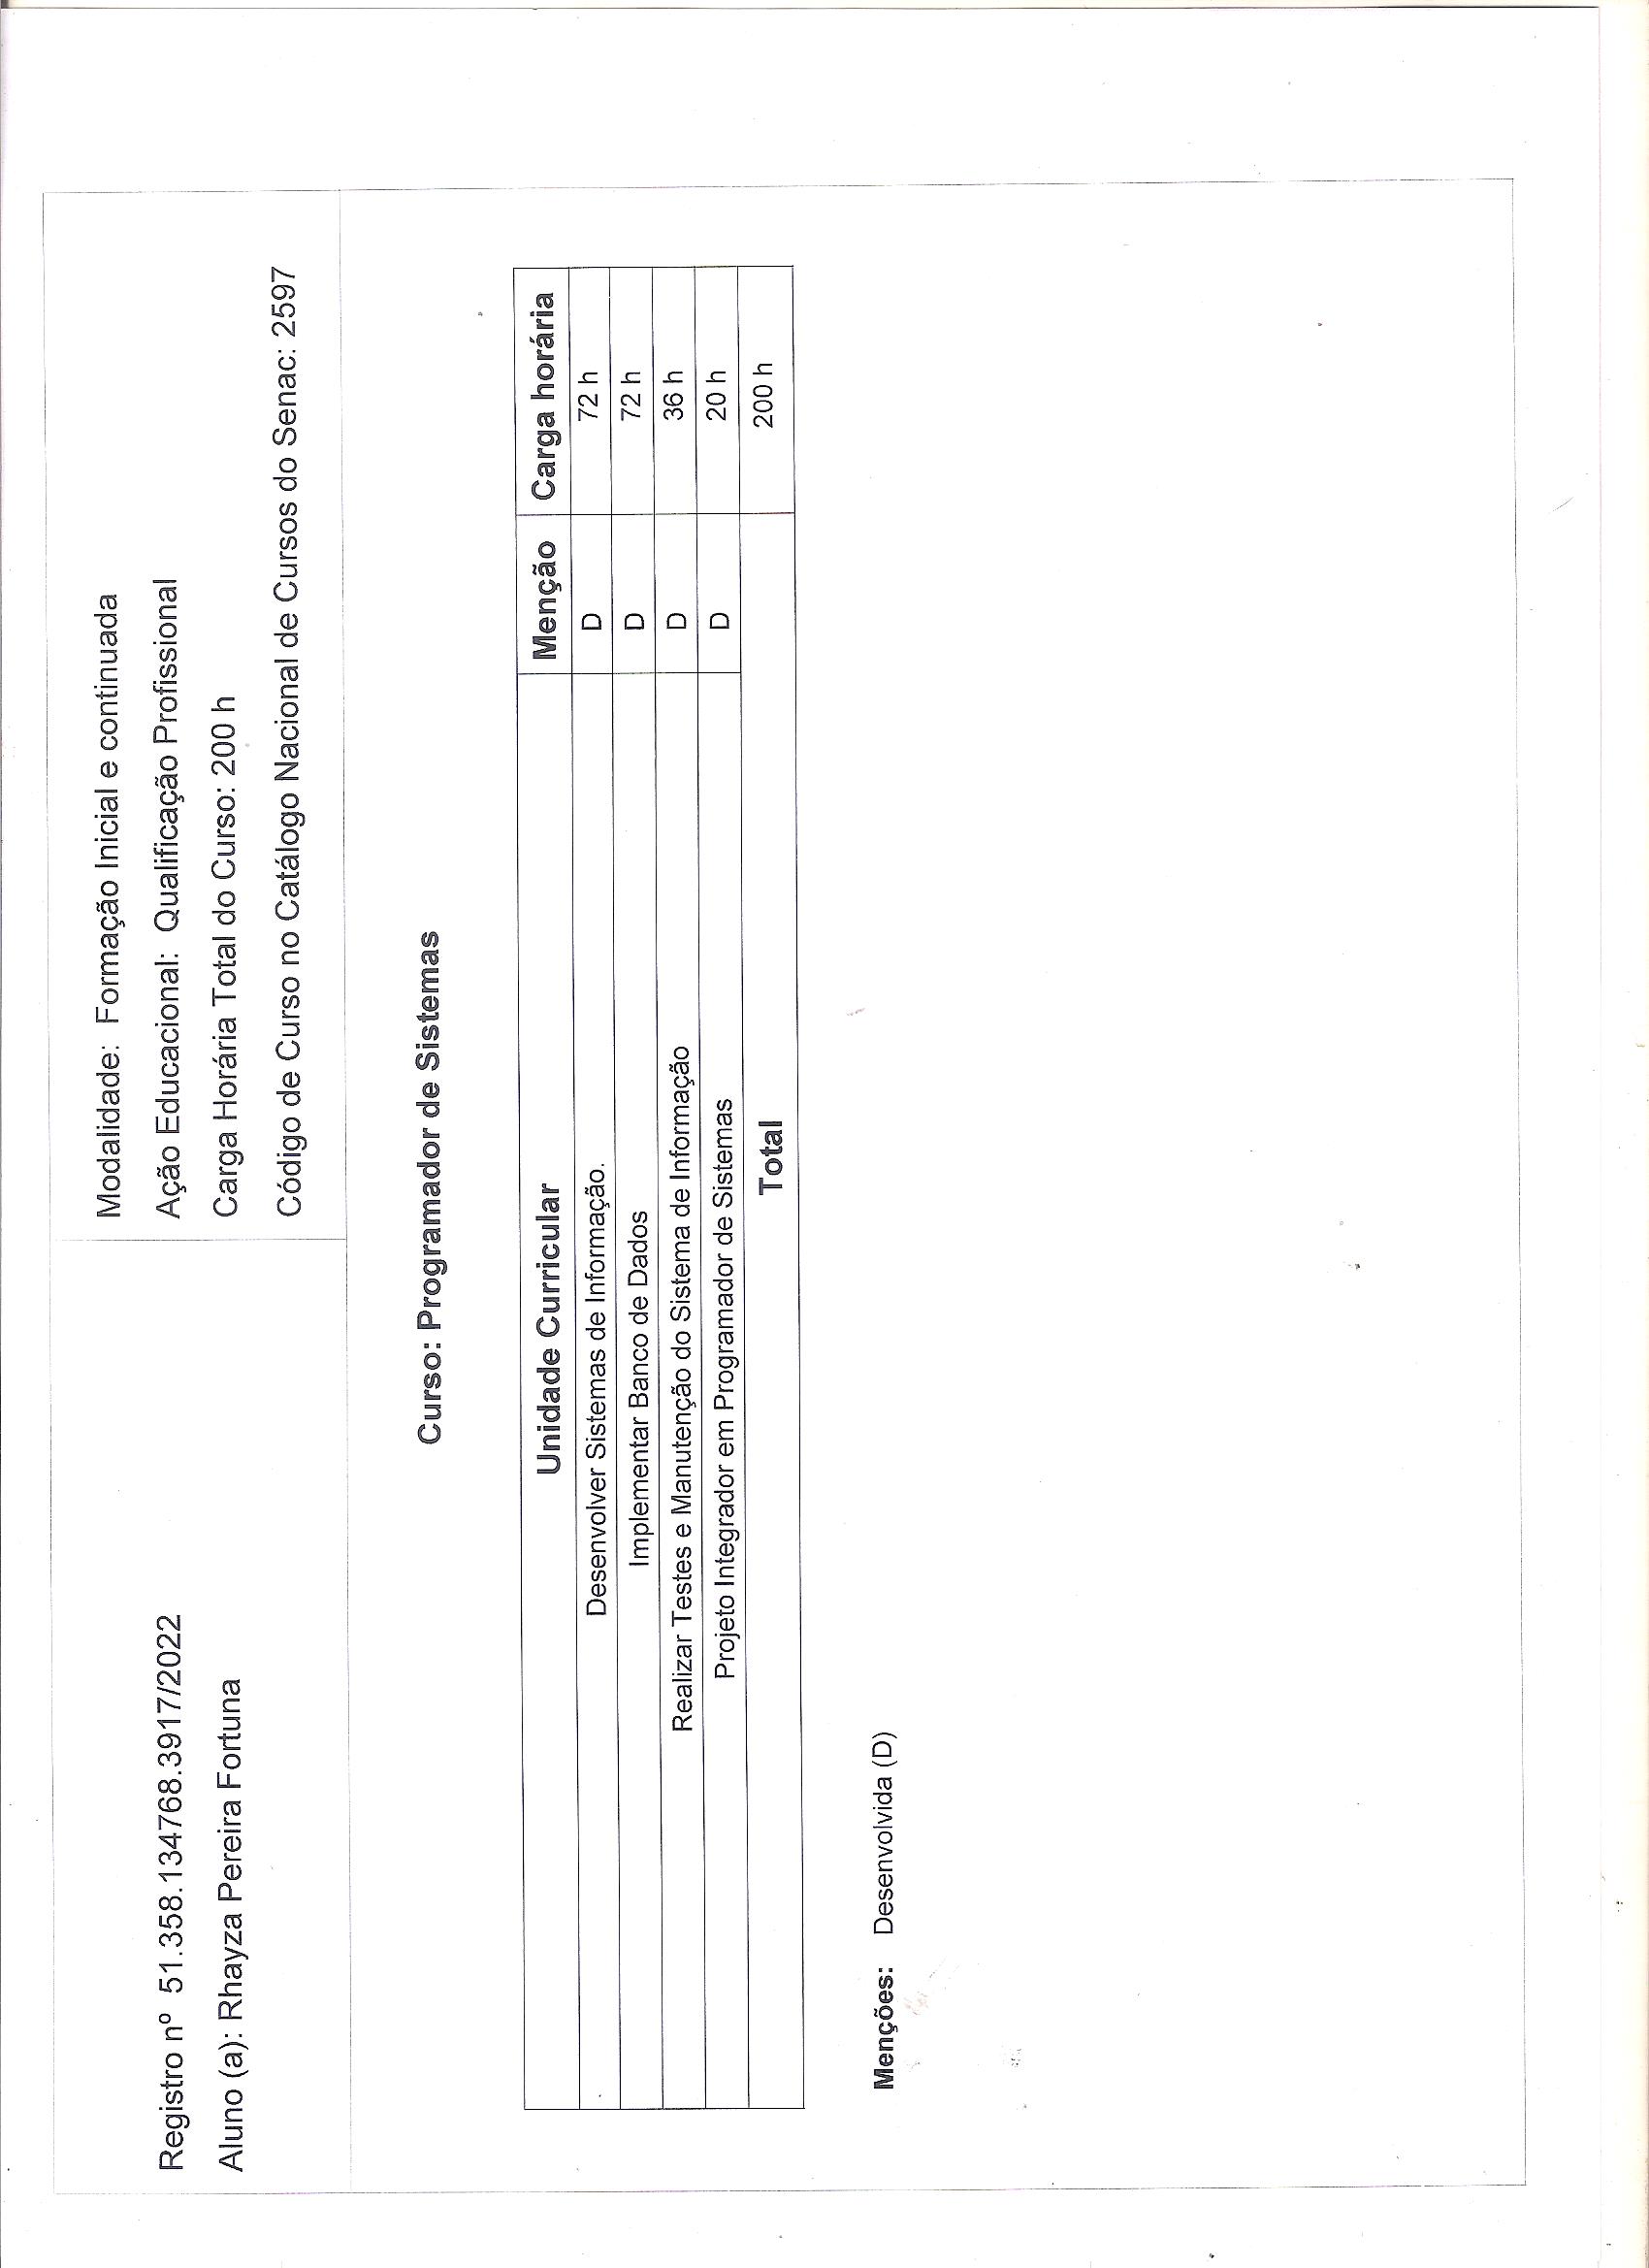 Registro nº 51.358.134768.3917/2022
Aluno (a): Rhayza Pereira Fortuna
Modalidade: Formação Inicial e continuada
Ação Educacional: Qualificação Profissional
Carga Horária Total do Curso: 200 h
Código de Curso no Catálogo Nacional de Cursos do Senac: 2597
Curso: Programador de Sistemas
Unidade Curricular Menção Carga horária
Desenvolver Sistemas de Informação. D 72 h
Implementar Banco de Dados D 72 h
Realizar Testes e Manutenção do Sistema de Informação D 36 h
Projeto Integrador em Programador de Sistemas D 20 h
Total 200 h
Menções: Desenvolvida (D)